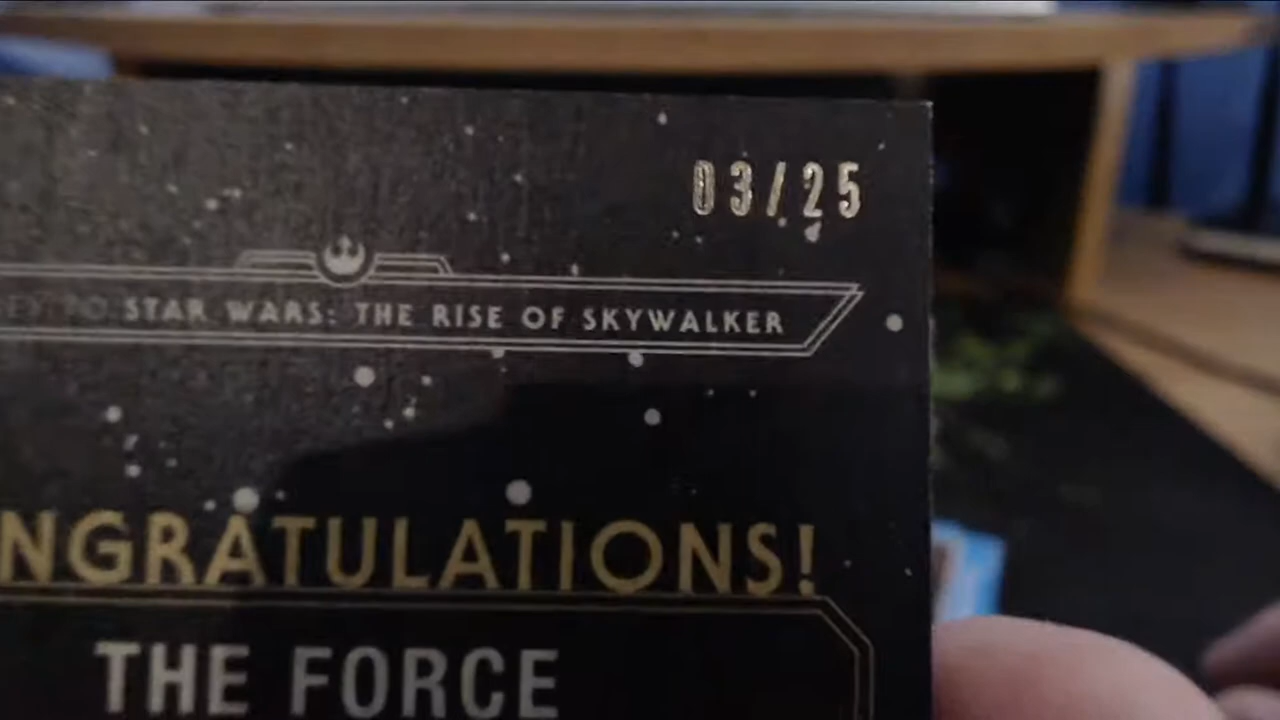 03/25
STAR WARS: THE RISE OF SKYWALKER
NGRATULATIONS!
THE FORCE